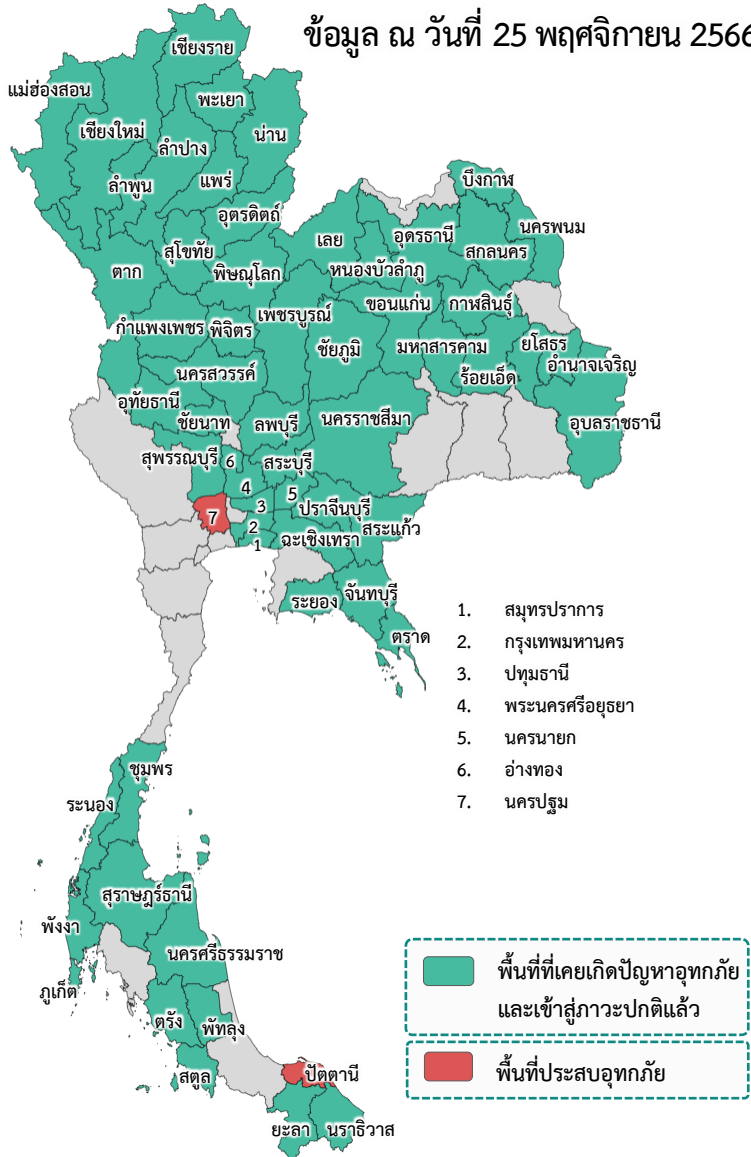 ข้อมูล ณ วันที่ 25 พฤศจิกายน 2566
เชียงราย
แม่ฮ่องสอน
พะเยา
เชียงใหม่
น่าน
ลำปาง
ลำพูน
แพร่
บึงกาฬ
อุตรดิตถ์
นครพนม
เลย
อุดรธานี
สุโขทัย
สกลนคร
ตาก
พิษณุโลก
หนองบัวลำภู
ขอนแก่น
กาฬสินธุ์
เพชรบูรณ์
กำแพงเพชร
พิจิตร
ชัยภูมิ
มหาสารคาม
ยโสธร
อำนาจเจริญ
นครสวรรค์
ร้อยเอ็ด
อุทัยธานี
ชัยนาท
ลพบุรี
นครราชสีมา
อุบลราชธานี
สุพรรณบุรี
6
สระบุรี
4
5
ปราจีนบุรี
7
3
2
สระแก้ว
1
ฉะเชิงเทรา
ระยอง
จันทบุรี
ตราด
1. สมุทรปราการ
2. กรุงเทพมหานคร
3. ปทุมธานี
4. พระนครศรีอยุธยา
5. นครนายก
6. อ่างทอง
7. นครปฐม
ชุมพร
ระนอง
สุราษฎร์ธานี
พังงา
นครศรีธรรมราช
ภูเก็ต
ตรัง
พัทลุง
สตูล
ปัตตานี
ยะลา
นราธิวาส
พื้นที่ที่เคยเกิดปัญหาอุทกภัย
และเข้าสู่ภาวะปกติแล้ว
พื้นที่ประสบอุทกภัย